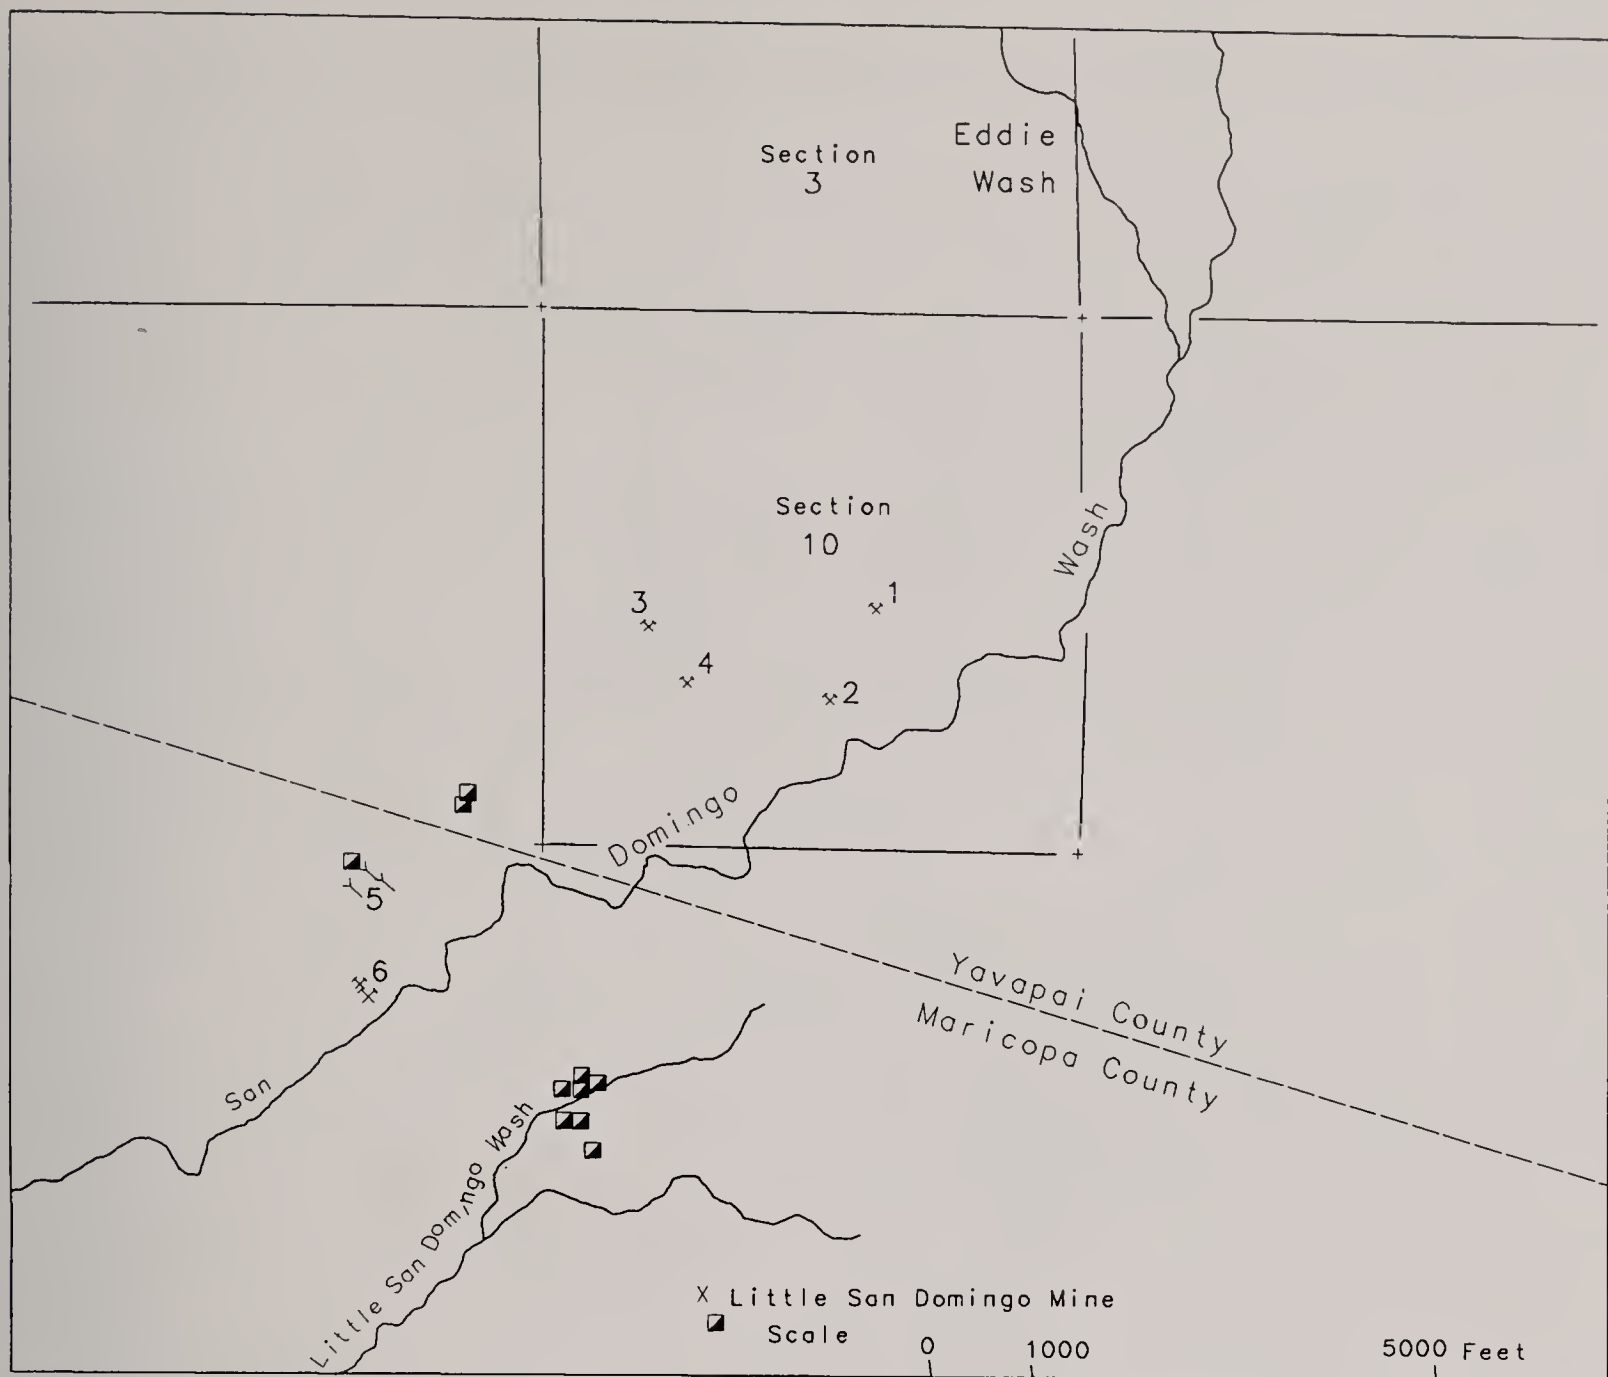 Eddie
Wash
Section
3
Section
10
1
3
4
2
Wash
Domingo
5
6
San
Yavapai County
Maricopa County
Little San Domingo Wash
Little San Domingo Mine
Scale
0 1000 5000 Feet